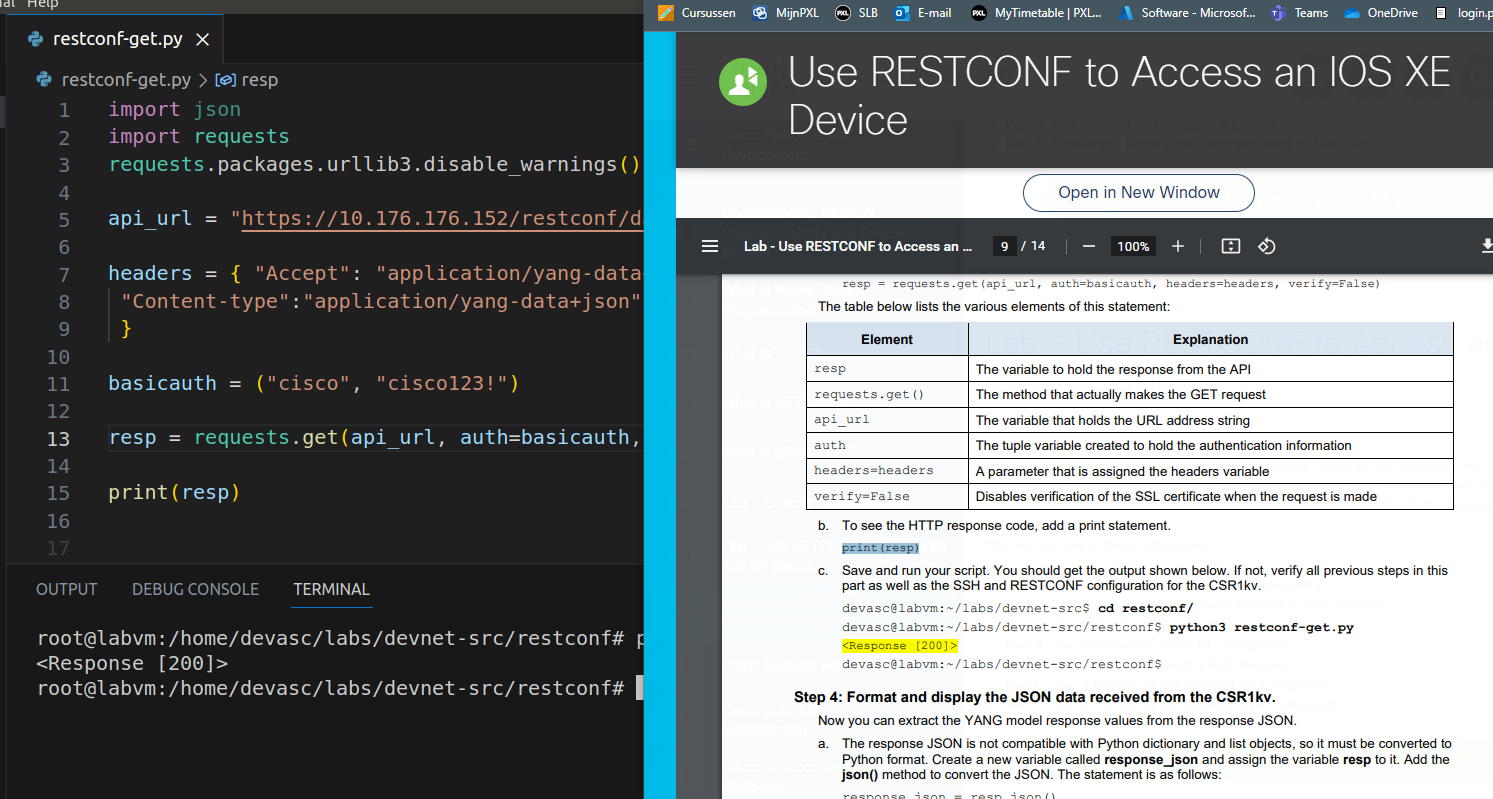 nal Help
restconf-get.py
restconf-get.py > resp
1 import json
2 import requests
3 requests.packages.urllib3.disable_warnings()
4
5 api_url = "https://10.176.176.152/restconf/d
6
7 headers = { "Accept": "application/yang-data
8 "Content-type":"application/yang-data+json"
9 }
10
11 basicauth = ("cisco", "cisco123!")
12
13 resp = requests.get(api_url, auth=basicauth,
14
15 print(resp)
16
17
OUTPUT DEBUG CONSOLE TERMINAL
root@labvm:/home/devasc/labs/devnet-src/restconf# p
<Response [200]>
root@labvm:/home/devasc/labs/devnet-src/restconf#
Cursussen MijnPXL PXL SLB E-mail PXL MyTimetable | PXL... Software - Microsof... Teams OneDrive login.p
Use RESTCONF to Access an IOS XE
Device
Open in New Window
Lab - Use RESTCONF to Access an ... 9 / 14 100%
resp = requests.get(api_url, auth=basicauth, headers=headers, verify=False)
The table below lists the various elements of this statement:
Element Explanation
resp The variable to hold the response from the API
requests.get() The method that actually makes the GET request
api_url The variable that holds the URL address string
auth The tuple variable created to hold the authentication information
headers=headers A parameter that is assigned the headers variable
verify=False Disables verification of the SSL certificate when the request is made
b. To see the HTTP response code, add a print statement.
print(resp)
c. Save and run your script. You should get the output shown below. If not, verify all previous steps in this
part as well as the SSH and RESTCONF configuration for the CSR1kv.
devasc@labvm:~/labs/devnet-src$ cd restconf/
devasc@labvm:~/labs/devnet-src/restconf$ python3 restconf-get.py
<Response [200]>
devasc@labvm:~/labs/devnet-src/restconf$
Step 4: Format and display the JSON data received from the CSR1kv.
Now you can extract the YANG model response values from the response JSON.
a. The response JSON is not compatible with Python dictionary and list objects, so it must be converted to
Python format. Create a new variable called response_json and assign the variable resp to it. Add the
json() method to convert the JSON. The statement is as follows:
response_json = resp.json()